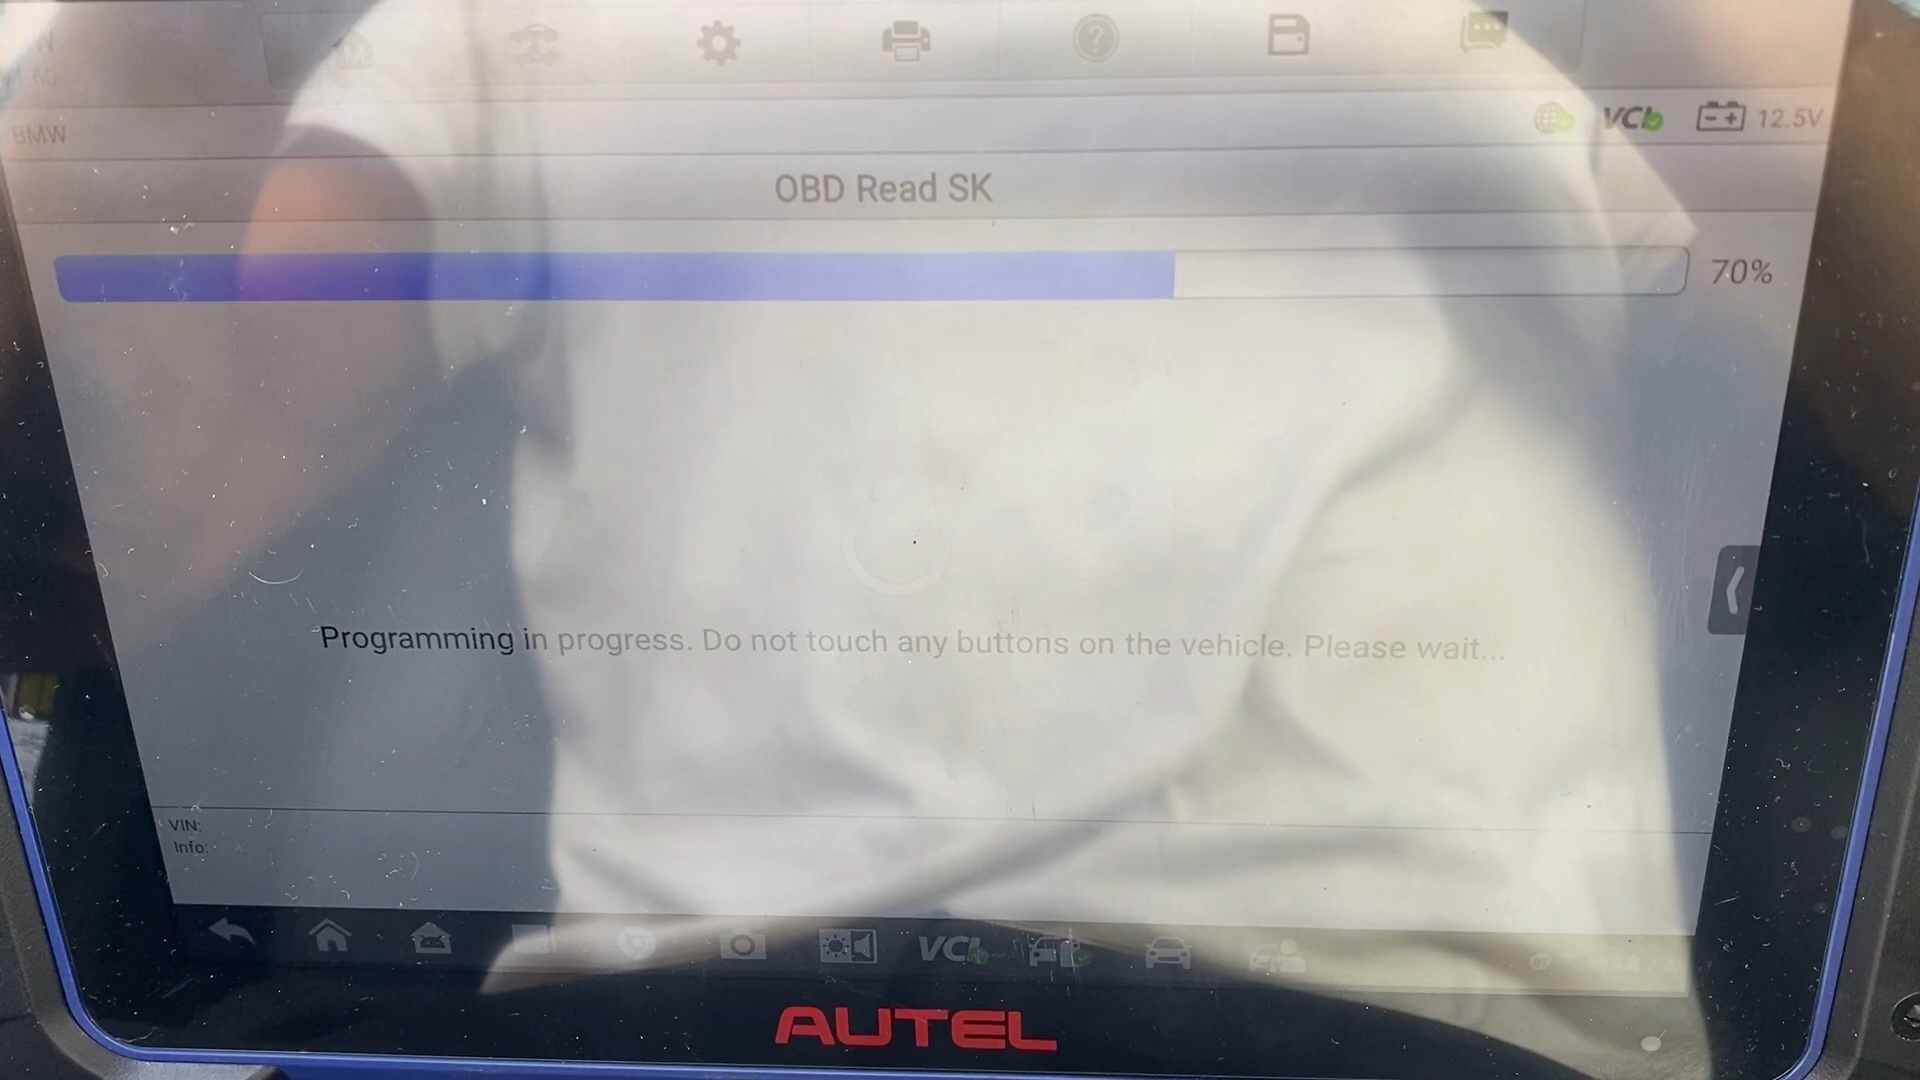 BMW
VCI
12.5V
OBD Read SK
70%
Programming in progress. Do not touch any buttons on the vehicle. Please wait...
VIN:
Info:
VCI
AUTEL